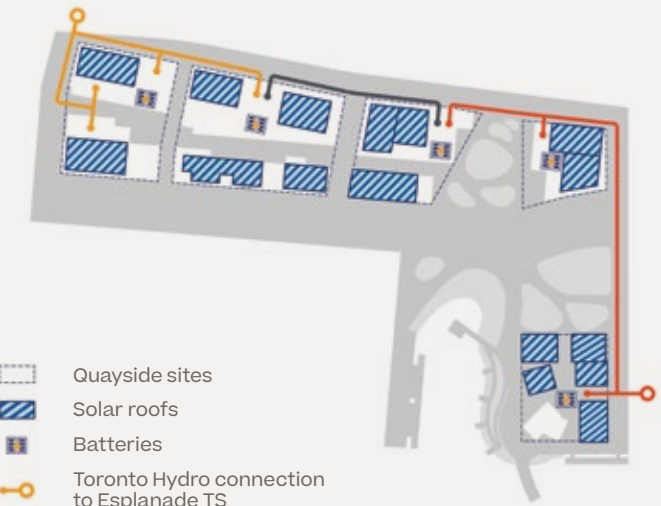 Quayside sites
Solar roofs
Batteries
Toronto Hydro connection
to Esplanade TS